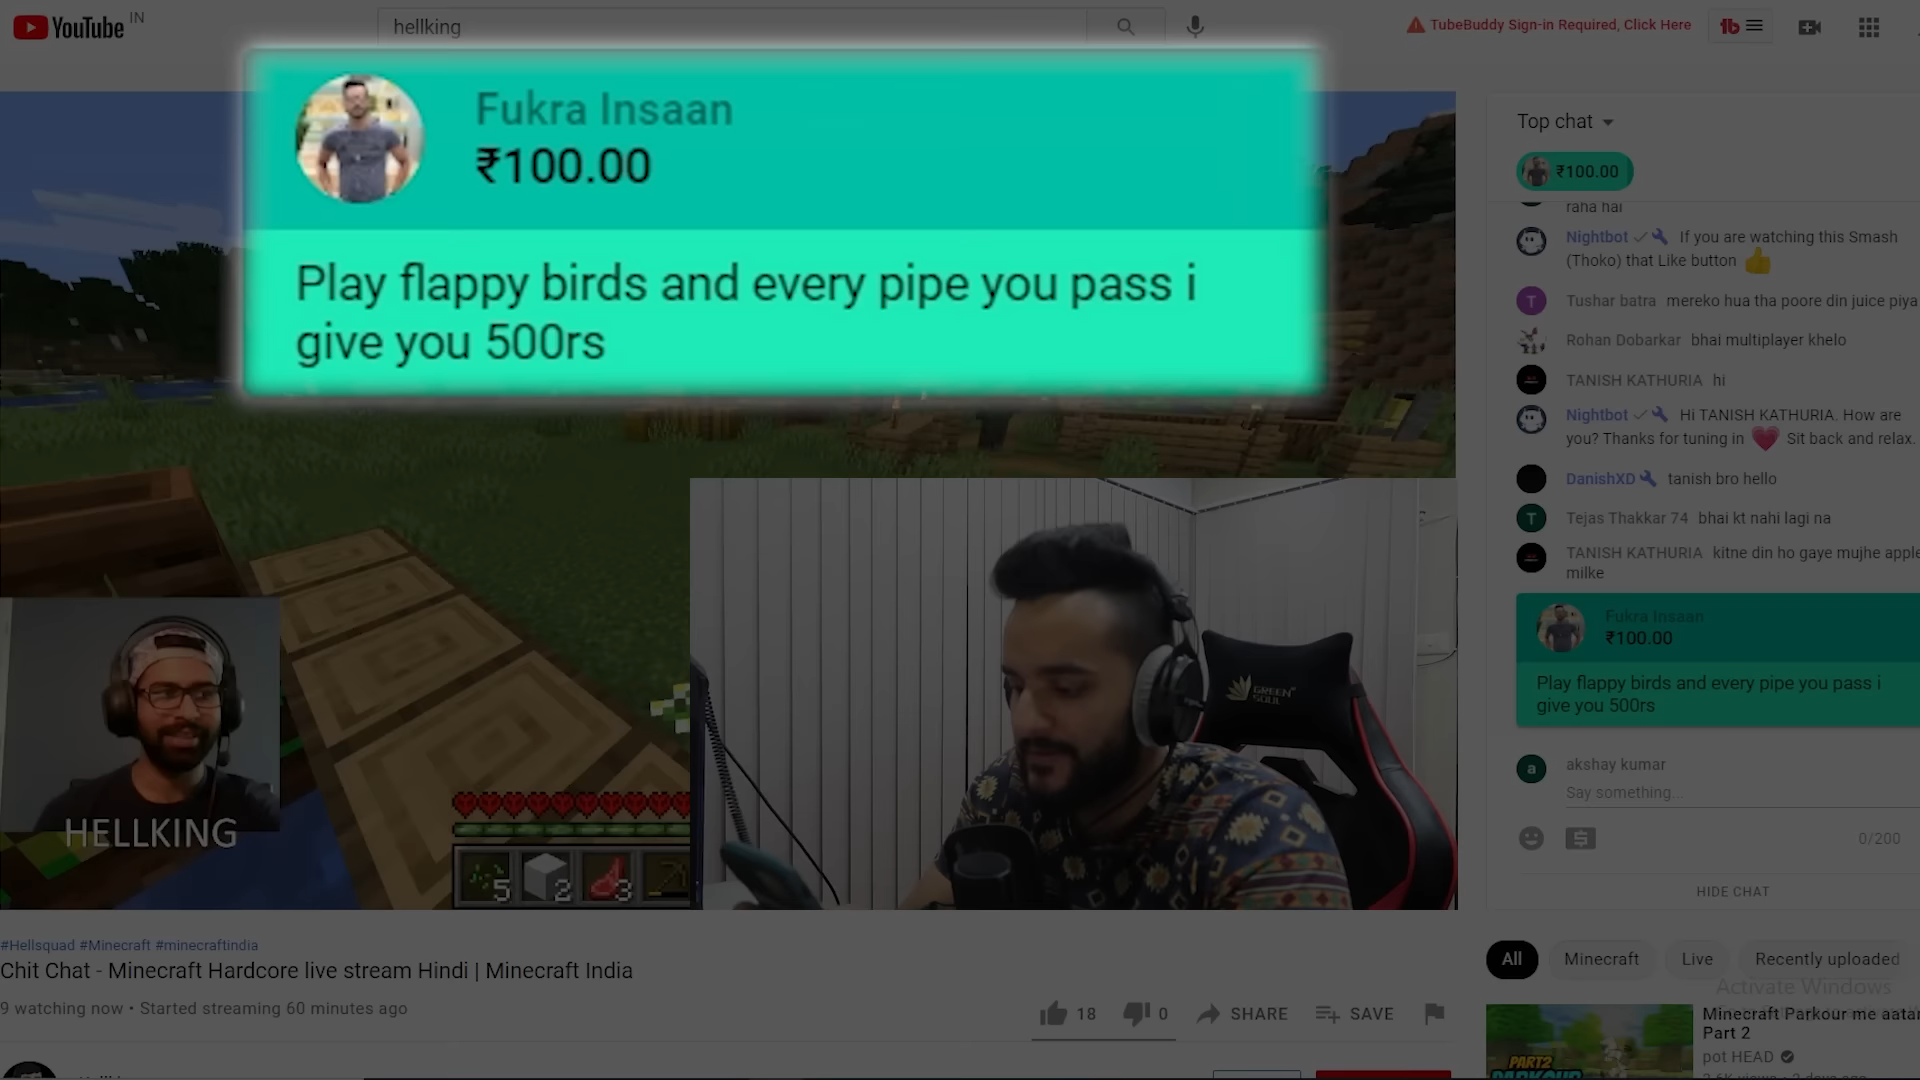 YouTube IN
hellking
TubeBuddy Sign-in Required, Click Here
Fukra Insaan
₹100.00
Play flappy birds and every pipe you pass i
give you 500rs
Top chat
₹100.00
raha hai
Nightbot If you are watching this Smash
(Thoko) that Like button
T Tushar batra mereko hua tha poore din juice piya
Rohan Dobarkar bhai multiplayer khelo
TANISH KATHURIA hi
Nightbot Hi TANISH KATHURIA. How are
you? Thanks for tuning in Sit back and relax.
DanishXD tanish bro hello
T Tejas Thakkar 74 bhai kt nahi lagi na
TANISH KATHURIA kitne din ho gaye mujhe apple
milke
Fukra Insaan
₹100.00
Play flappy birds and every pipe you pass i
give you 500rs
a akshay kumar
Say something...
0/200
HIDE CHAT
GREEN
SOUL
HELLKING
5 2 3
#Hellsquad #Minecraft #minecraftindia
Chit Chat - Minecraft Hardcore live stream Hindi | Minecraft India
9 watching now • Started streaming 60 minutes ago
18 0 SHARE SAVE
All Minecraft Live Recently uploaded
Activate Windows
Minecraft Parkour me aatan
Part 2
pot HEAD
PART2